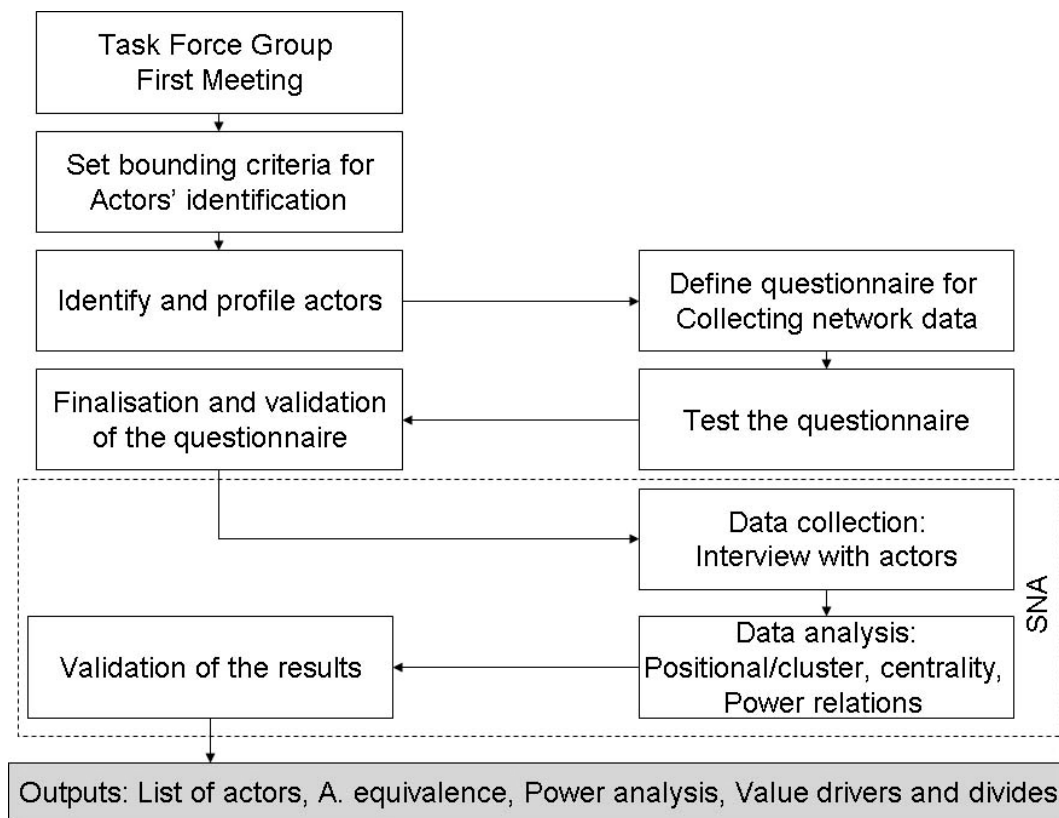 Task Force Group
First Meeting
Set bounding criteria for
Actors’ identification
Identify and profile actors
Define questionnaire for
Collecting network data
Test the questionnaire
Finalisation and validation
of the questionnaire
Data collection:
Interview with actors
SNA
Data analysis:
Positional/cluster, centrality,
Power relations
Validation of the results
Outputs: List of actors, A. equivalence, Power analysis, Value drivers and divides